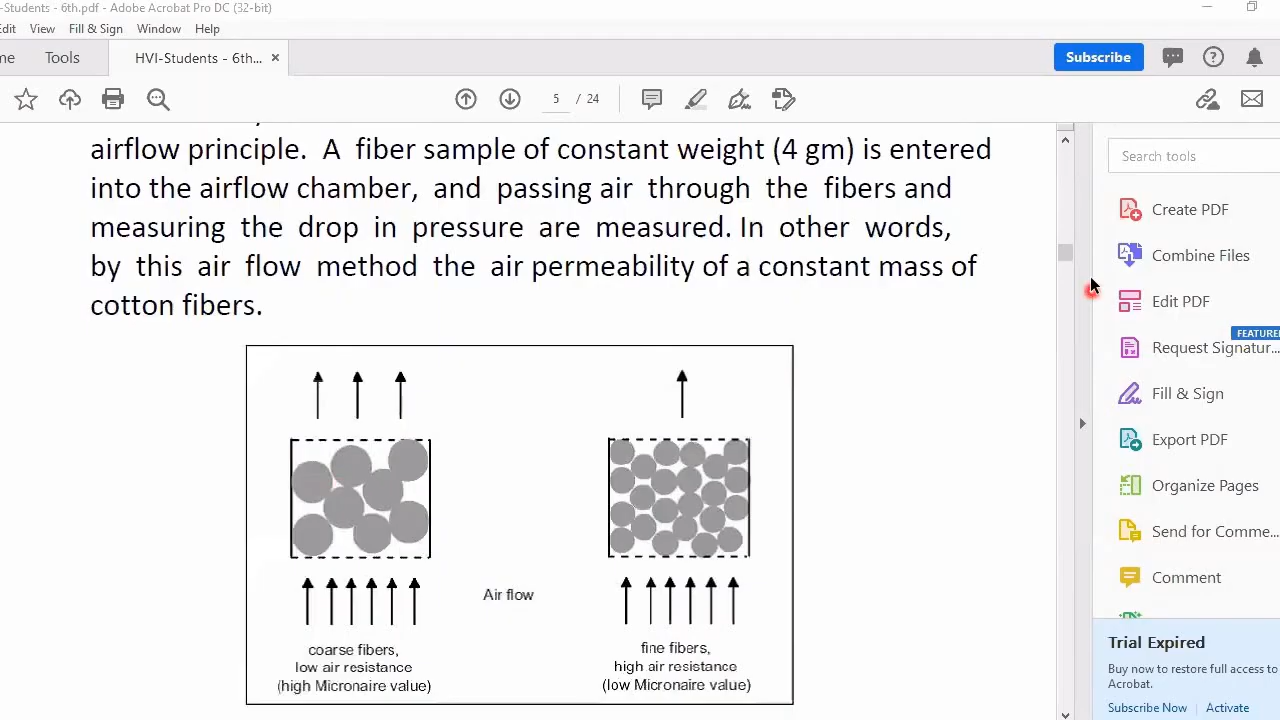 -Students - 6th.pdf - Adobe Acrobat Pro DC (32-bit)
Edit View Fill & Sign Window Help
me Tools HVI-Students - 6th... × Subscribe
5 / 24
airflow principle. A fiber sample of constant weight (4 gm) is entered
into the airflow chamber, and passing air through the fibers and
measuring the drop in pressure are measured. In other words,
by this air flow method the air permeability of a constant mass of
cotton fibers.
Air flow
coarse fibers,
low air resistance
(high Micronaire value)
fine fibers,
high air resistance
(low Micronaire value)
Search tools
Create PDF
Combine Files
Edit PDF
FEATURED
Request Signatur...
Fill & Sign
Export PDF
Organize Pages
Send for Comme...
Comment
Trial Expired
Buy now to restore full access to
Acrobat.
Subscribe Now Activate